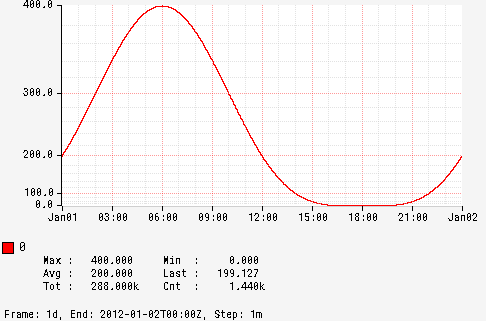 400.0
300.0
200.0
100.0
0.0
Jan01 03:00 06:00 09:00 12:00 15:00 18:00 21:00 Jan02
0
Max : 400.000 Min : 0.000
Avg : 200.000 Last : 199.127
Tot : 288.000k Cnt : 1.440k
Frame: 1d, End: 2012-01-02T00:00Z, Step: 1m